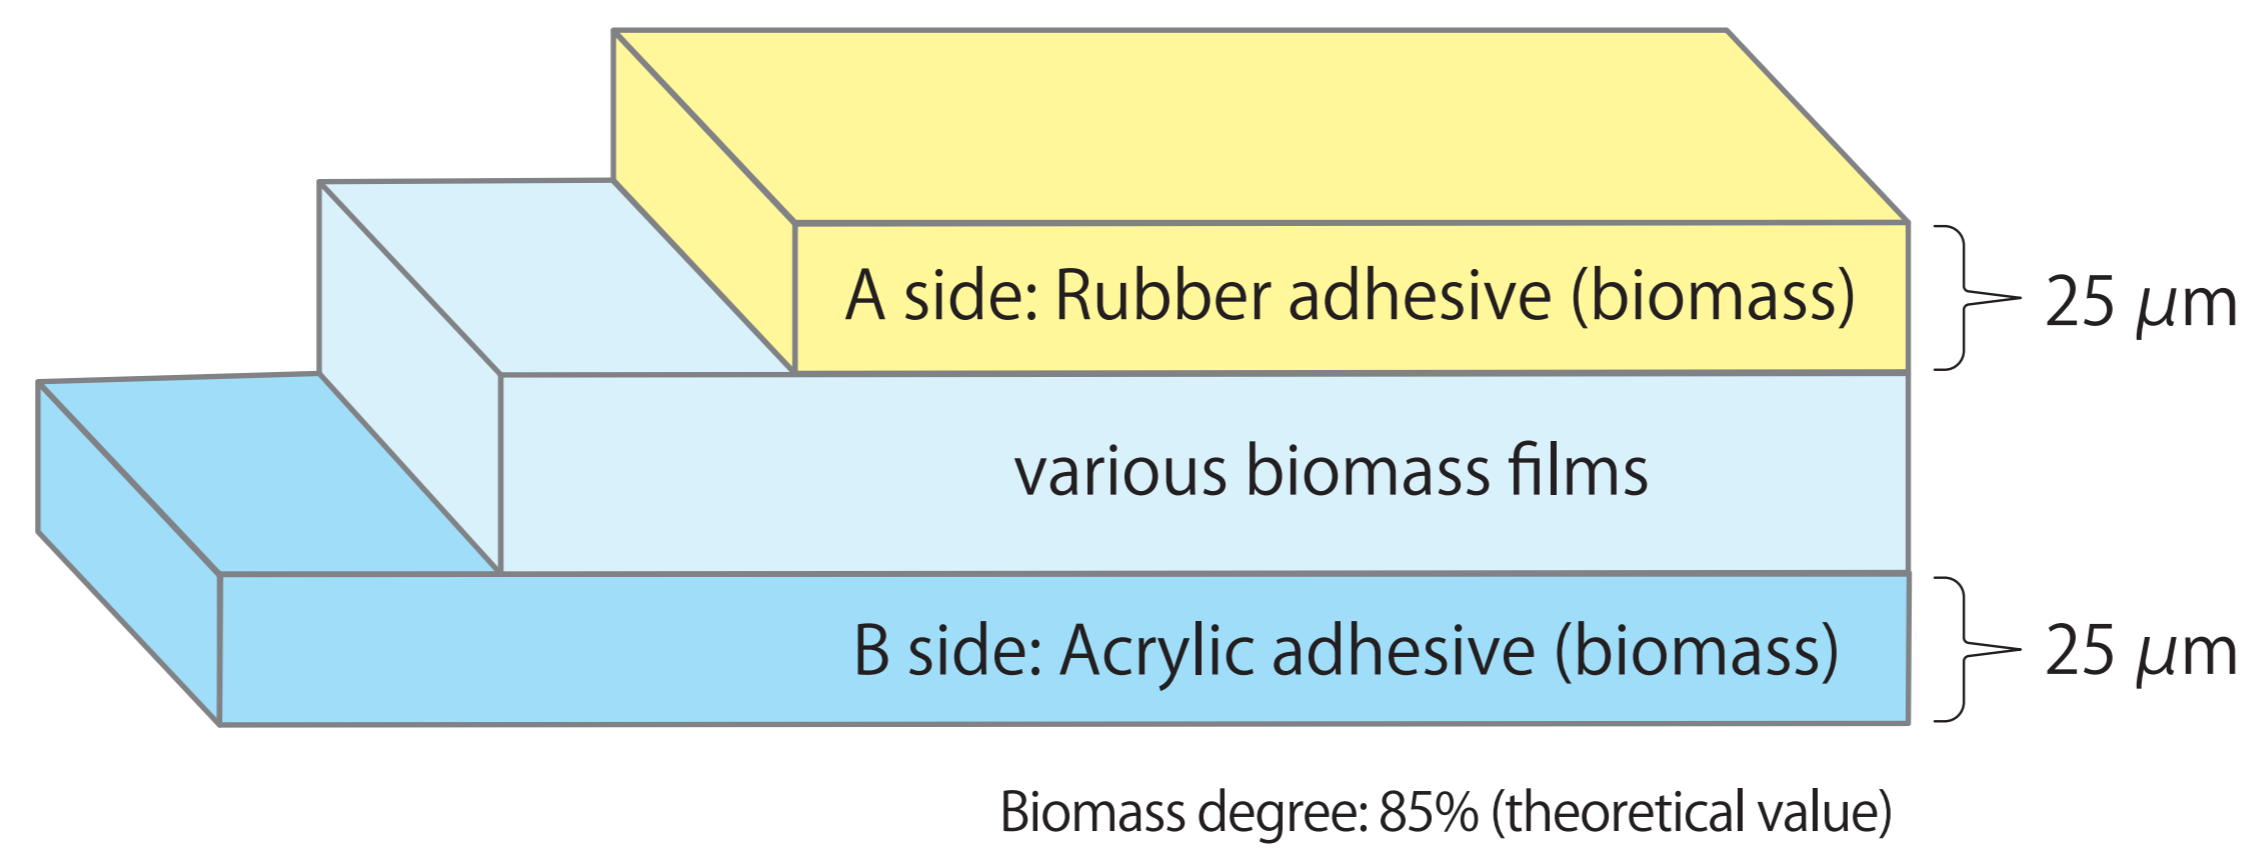 A side: Rubber adhesive (biomass)
25 μm
various biomass films
B side: Acrylic adhesive (biomass)
25 μm
Biomass degree: 85% (theoretical value)